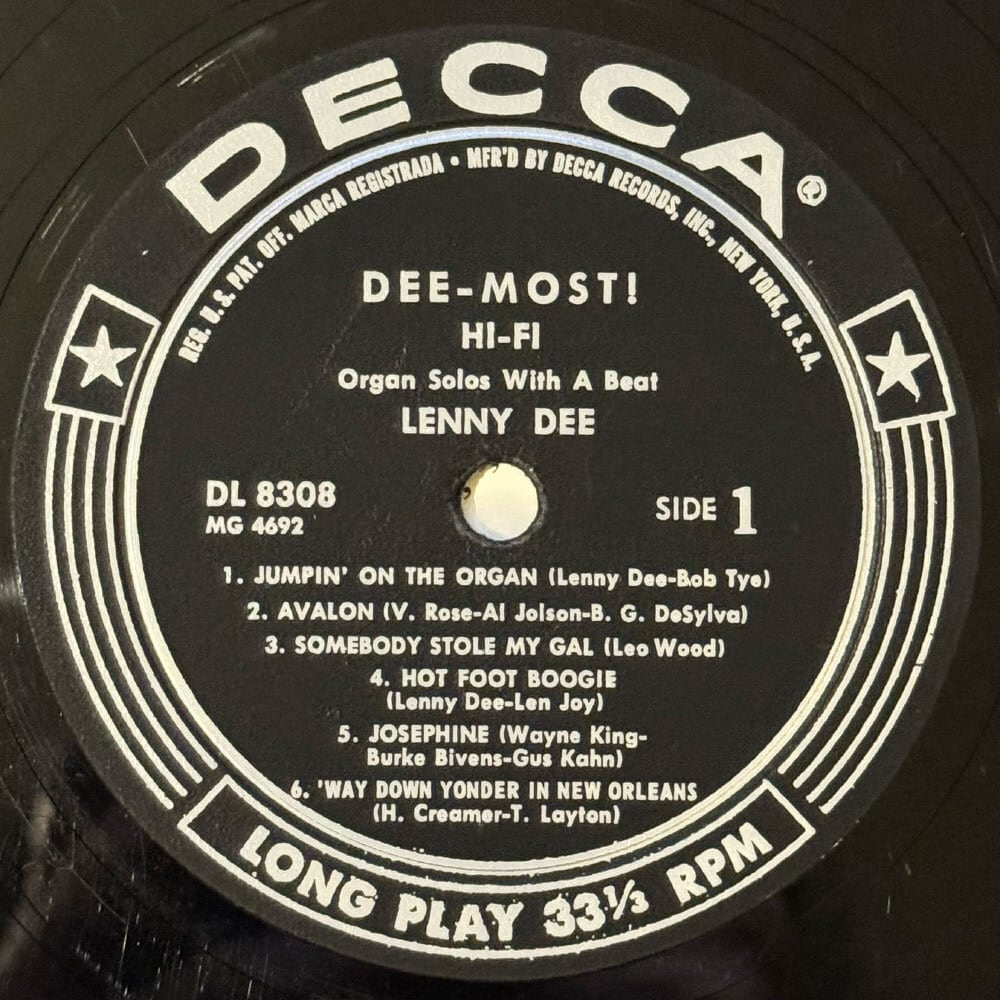 DECCA®
REG. U.S. PAT. OFF. MARCA REGISTRADA • MFR'D BY DECCA RECORDS, INC., NEW YORK, U.S.A.
DEE-MOST!
HI-FI
Organ Solos With A Beat
LENNY DEE
DL 8308
MG 4692
SIDE 1
1. JUMPIN' ON THE ORGAN (Lenny Dee-Bob Tye)
2. AVALON (V. Rose-Al Jolson-B. G. DeSylva)
3. SOMEBODY STOLE MY GAL (Leo Wood)
4. HOT FOOT BOOGIE
(Lenny Dee-Len Joy)
5. JOSEPHINE (Wayne King-
Burke Bivens-Gus Kahn)
6. 'WAY DOWN YONDER IN NEW ORLEANS
(H. Creamer-T. Layton)
LONG PLAY 33⅓ RPM